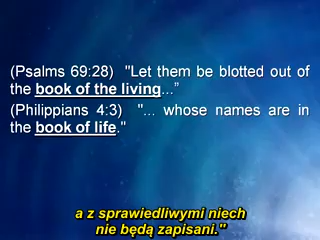 (Psalms 69:28) "Let them be blotted out of
the book of the living...”
(Philippians 4:3) "... whose names are in
the book of life."
a z sprawiedliwymi niech
nie będą zapisani."